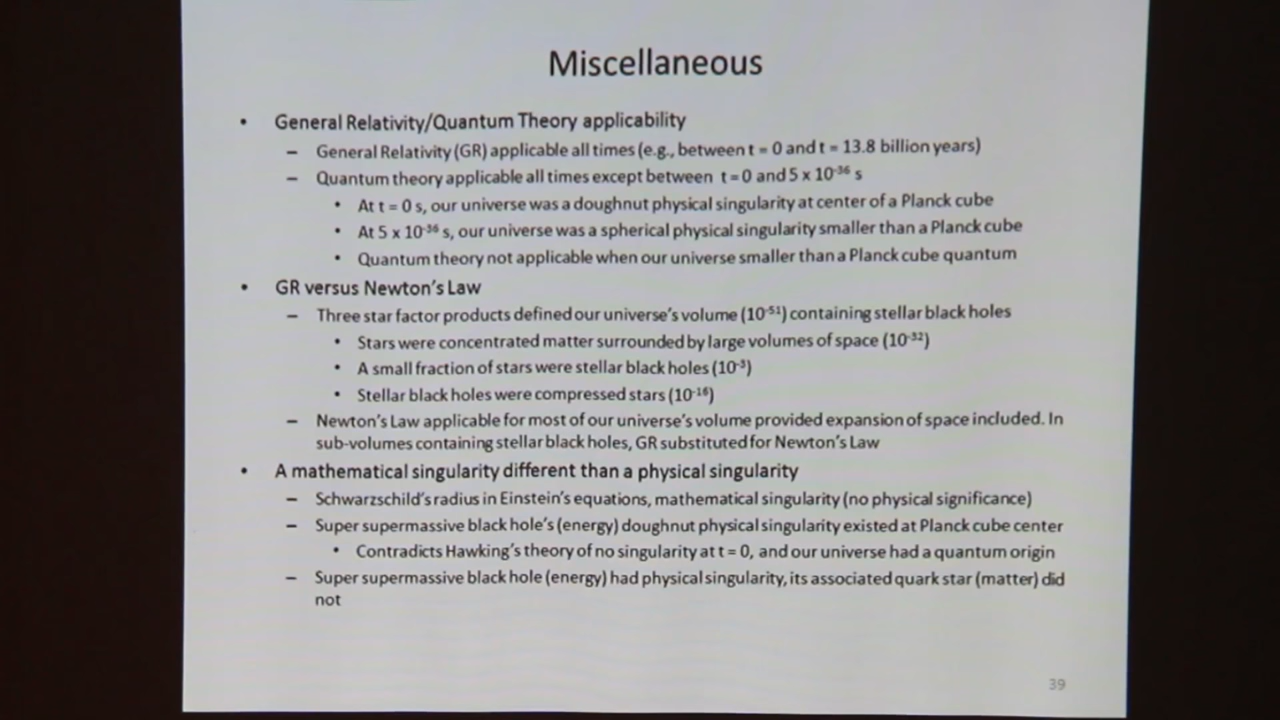 Miscellaneous
• General Relativity/Quantum Theory applicability
– General Relativity (GR) applicable all times (e.g., between t = 0 and t = 13.8 billion years)
– Quantum theory applicable all times except between t = 0 and 5 x 10⁻³⁶ s
• At t = 0 s, our universe was a doughnut physical singularity at center of a Planck cube
• At 5 x 10⁻³⁶ s, our universe was a spherical physical singularity smaller than a Planck cube
• Quantum theory not applicable when our universe smaller than a Planck cube quantum
• GR versus Newton's Law
– Three star factor products defined our universe's volume (10⁻⁵¹) containing stellar black holes
• Stars were concentrated matter surrounded by large volumes of space (10⁻³²)
• A small fraction of stars were stellar black holes (10⁻³)
• Stellar black holes were compressed stars (10⁻¹⁶)
– Newton's Law applicable for most of our universe's volume provided expansion of space included. In
sub-volumes containing stellar black holes, GR substituted for Newton's Law
• A mathematical singularity different than a physical singularity
– Schwarzschild's radius in Einstein's equations, mathematical singularity (no physical significance)
– Super supermassive black hole's (energy) doughnut physical singularity existed at Planck cube center
• Contradicts Hawking's theory of no singularity at t = 0, and our universe had a quantum origin
– Super supermassive black hole (energy) had physical singularity, its associated quark star (matter) did
not
39